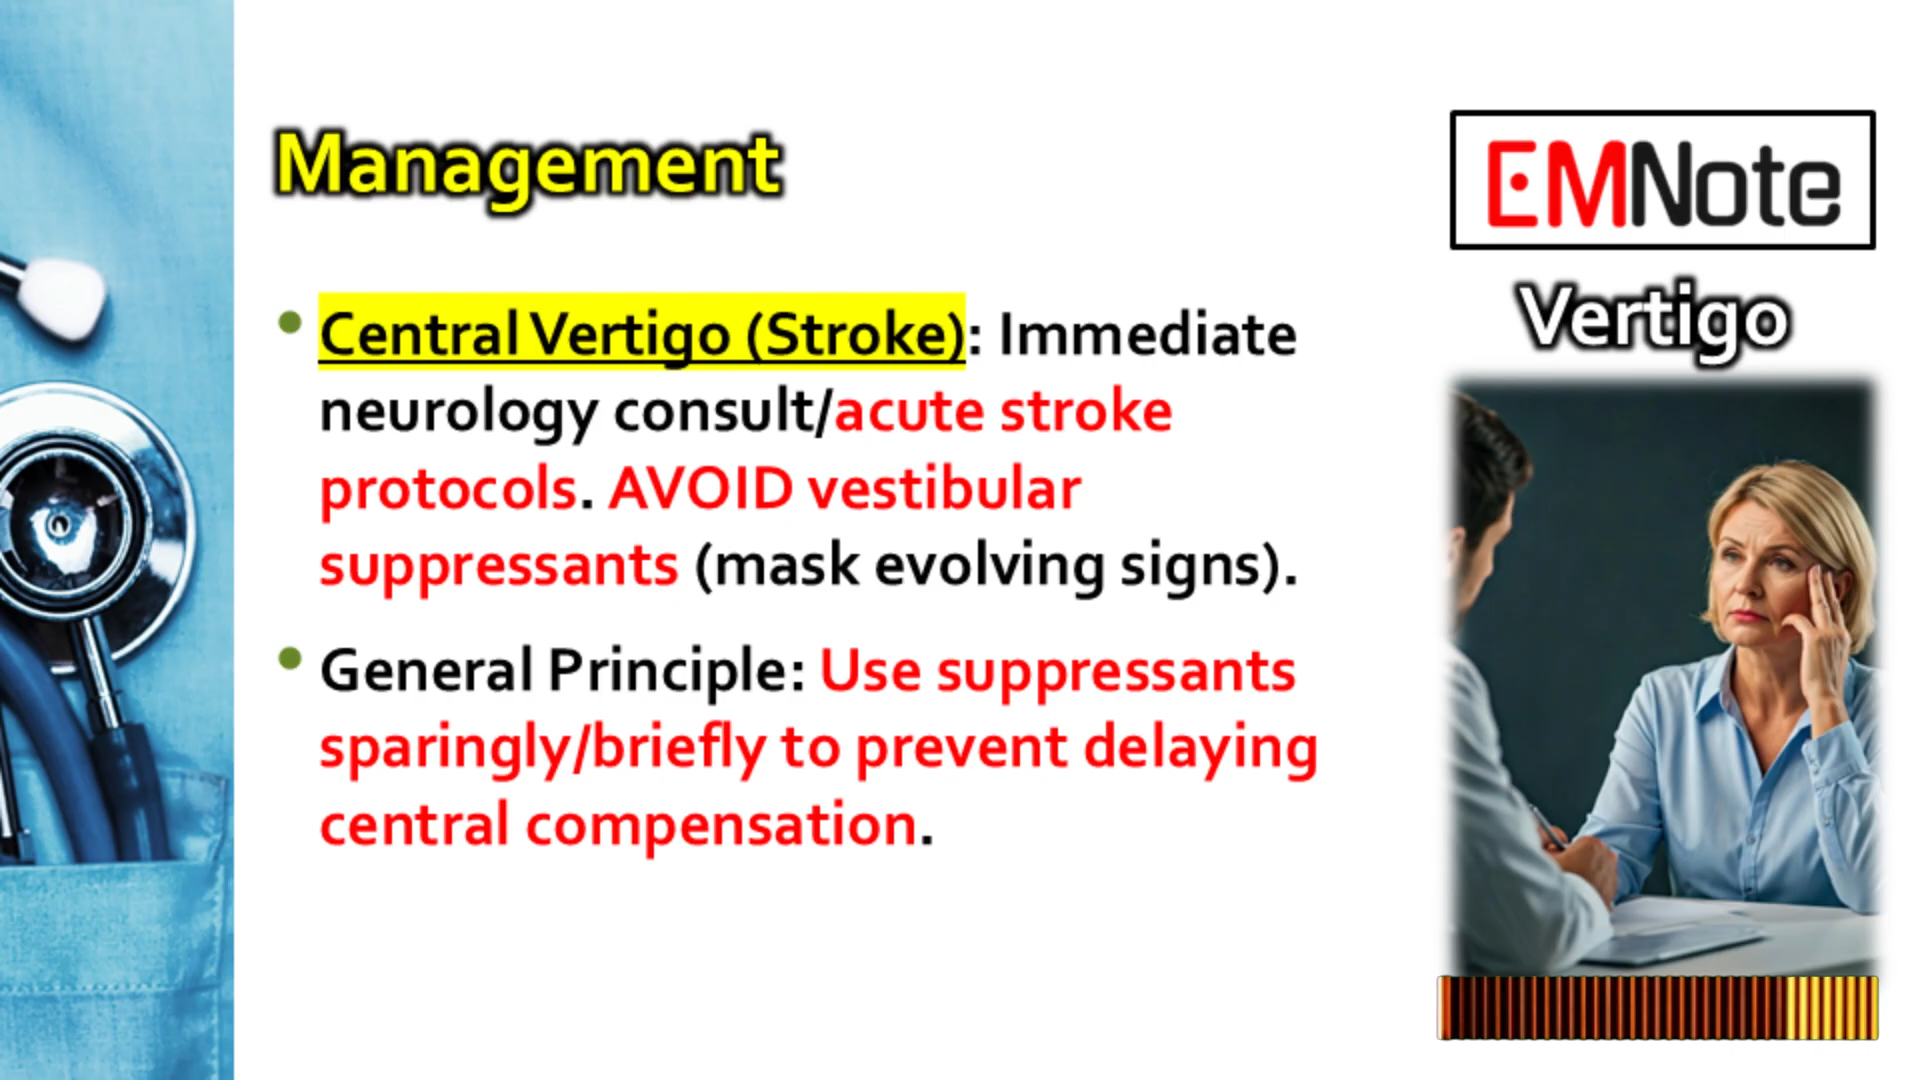 Management
• Central Vertigo (Stroke): Immediate
neurology consult/acute stroke
protocols. AVOID vestibular
suppressants (mask evolving signs).
• General Principle: Use suppressants
sparingly/briefly to prevent delaying
central compensation.
EMNote
Vertigo